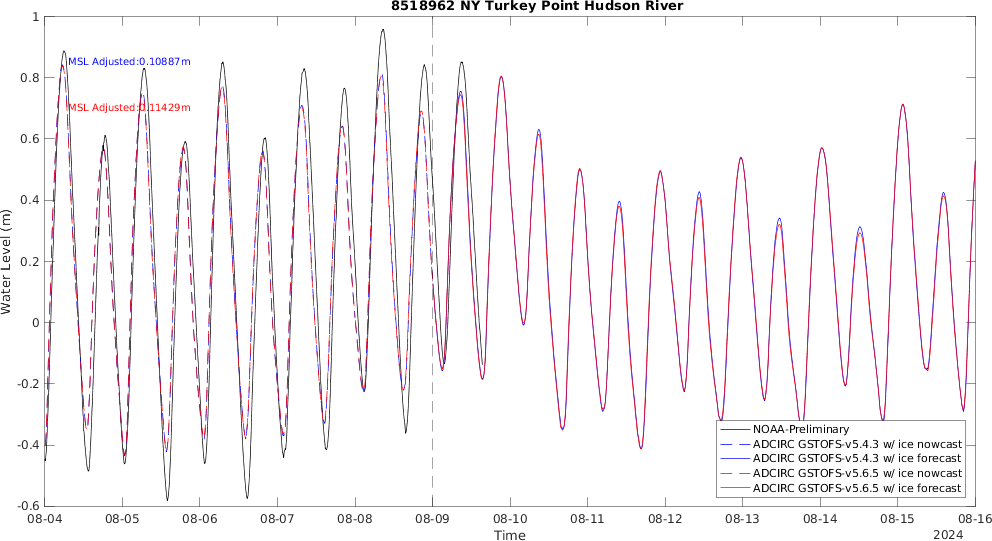 8518962 NY Turkey Point Hudson River
MSL Adjusted:0.10887m
MSL Adjusted:0.11429m
Water Level (m)
1
0.8
0.6
0.4
0.2
0
-0.2
-0.4
-0.6
NOAA-Preliminary
ADCIRC GSTOFS-v5.4.3 w/ ice nowcast
ADCIRC GSTOFS-v5.4.3 w/ ice forecast
ADCIRC GSTOFS-v5.6.5 w/ ice nowcast
ADCIRC GSTOFS-v5.6.5 w/ ice forecast
08-04 08-05 08-06 08-07 08-08 08-09 08-10 08-11 08-12 08-13 08-14 08-15 08-16
Time
2024